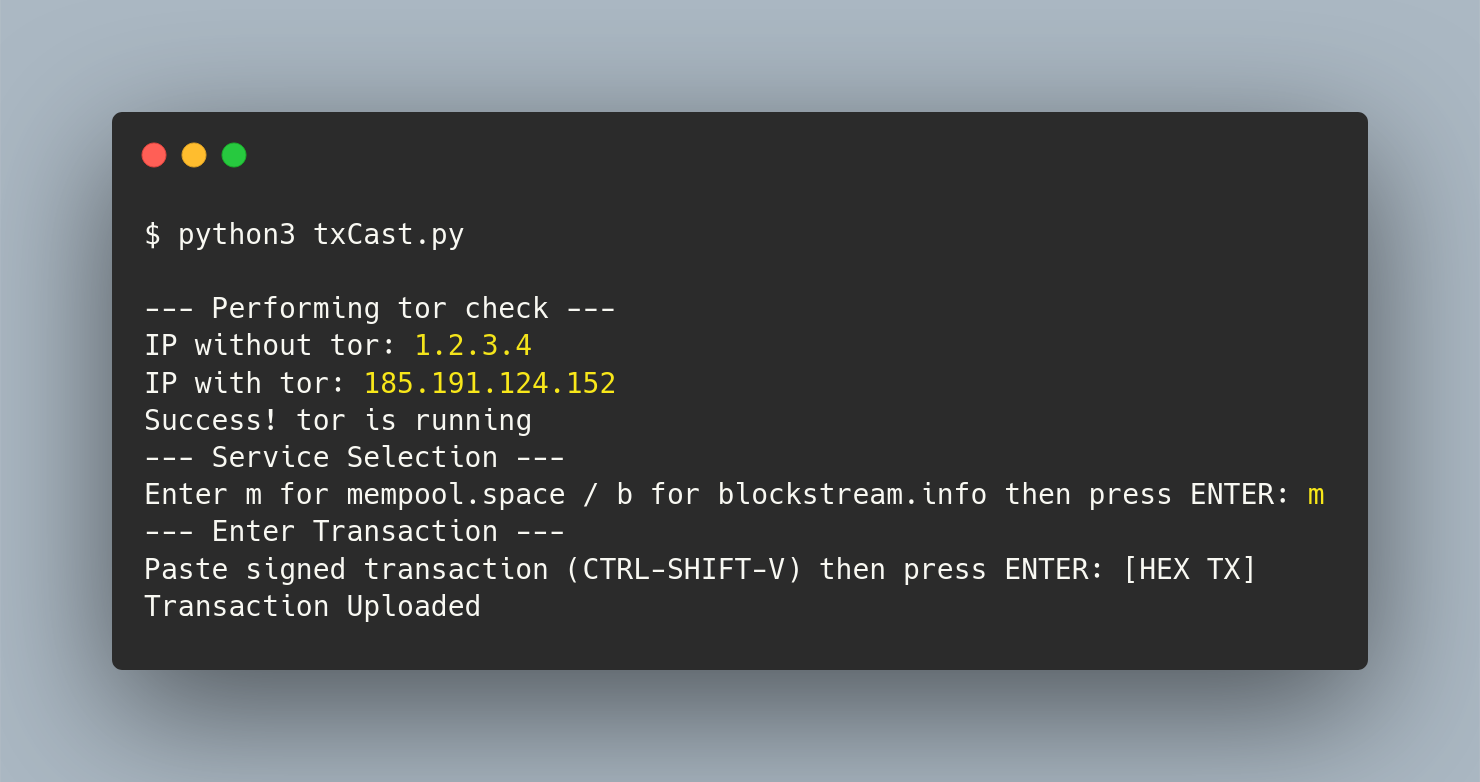 $ python3 txCast.py
--- Performing tor check ---
IP without tor: 1.2.3.4
IP with tor: 185.191.124.152
Success! tor is running
--- Service Selection ---
Enter m for mempool.space / b for blockstream.info then press ENTER: m
--- Enter Transaction ---
Paste signed transaction (CTRL-SHIFT-V) then press ENTER: [HEX TX]
Transaction Uploaded